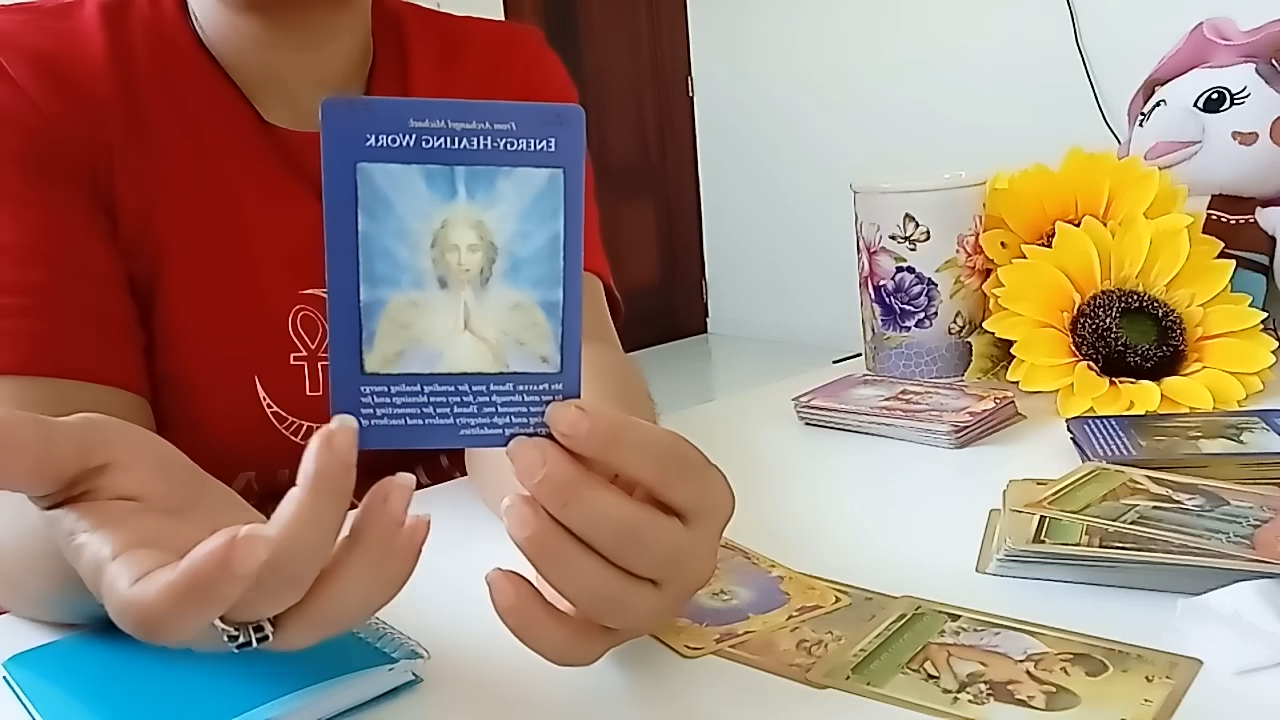 From Archangel Michael:
ENERGY-HEALING WORK
MY PRAYER: Thank you for sending healing energy
to me and through me, for my own blessings and for
around me. Thank you for connecting me
and high-integrity healers and teachers of
-healing modalities.